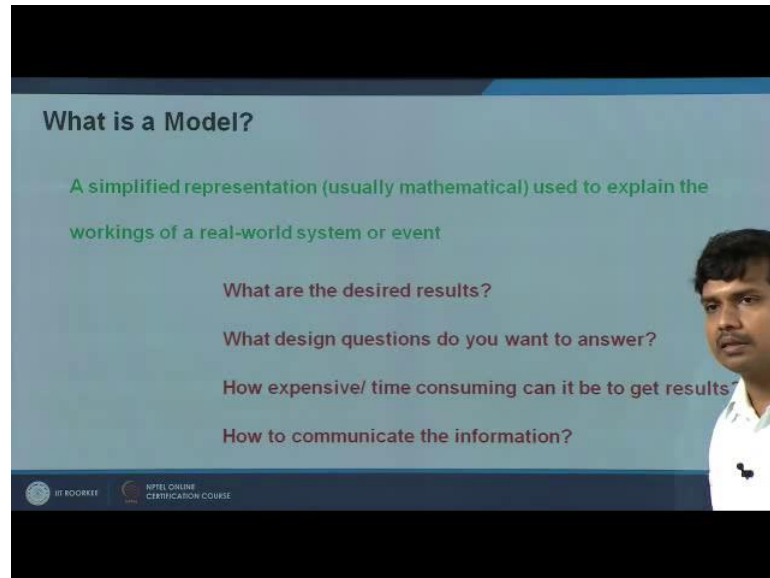 What is a Model?
A simplified representation (usually mathematical) used to explain the
workings of a real-world system or event
What are the desired results?
What design questions do you want to answer?
How expensive/ time consuming can it be to get results?
How to communicate the information?
IIT ROORKEE
NPTEL ONLINE
CERTIFICATION COURSE